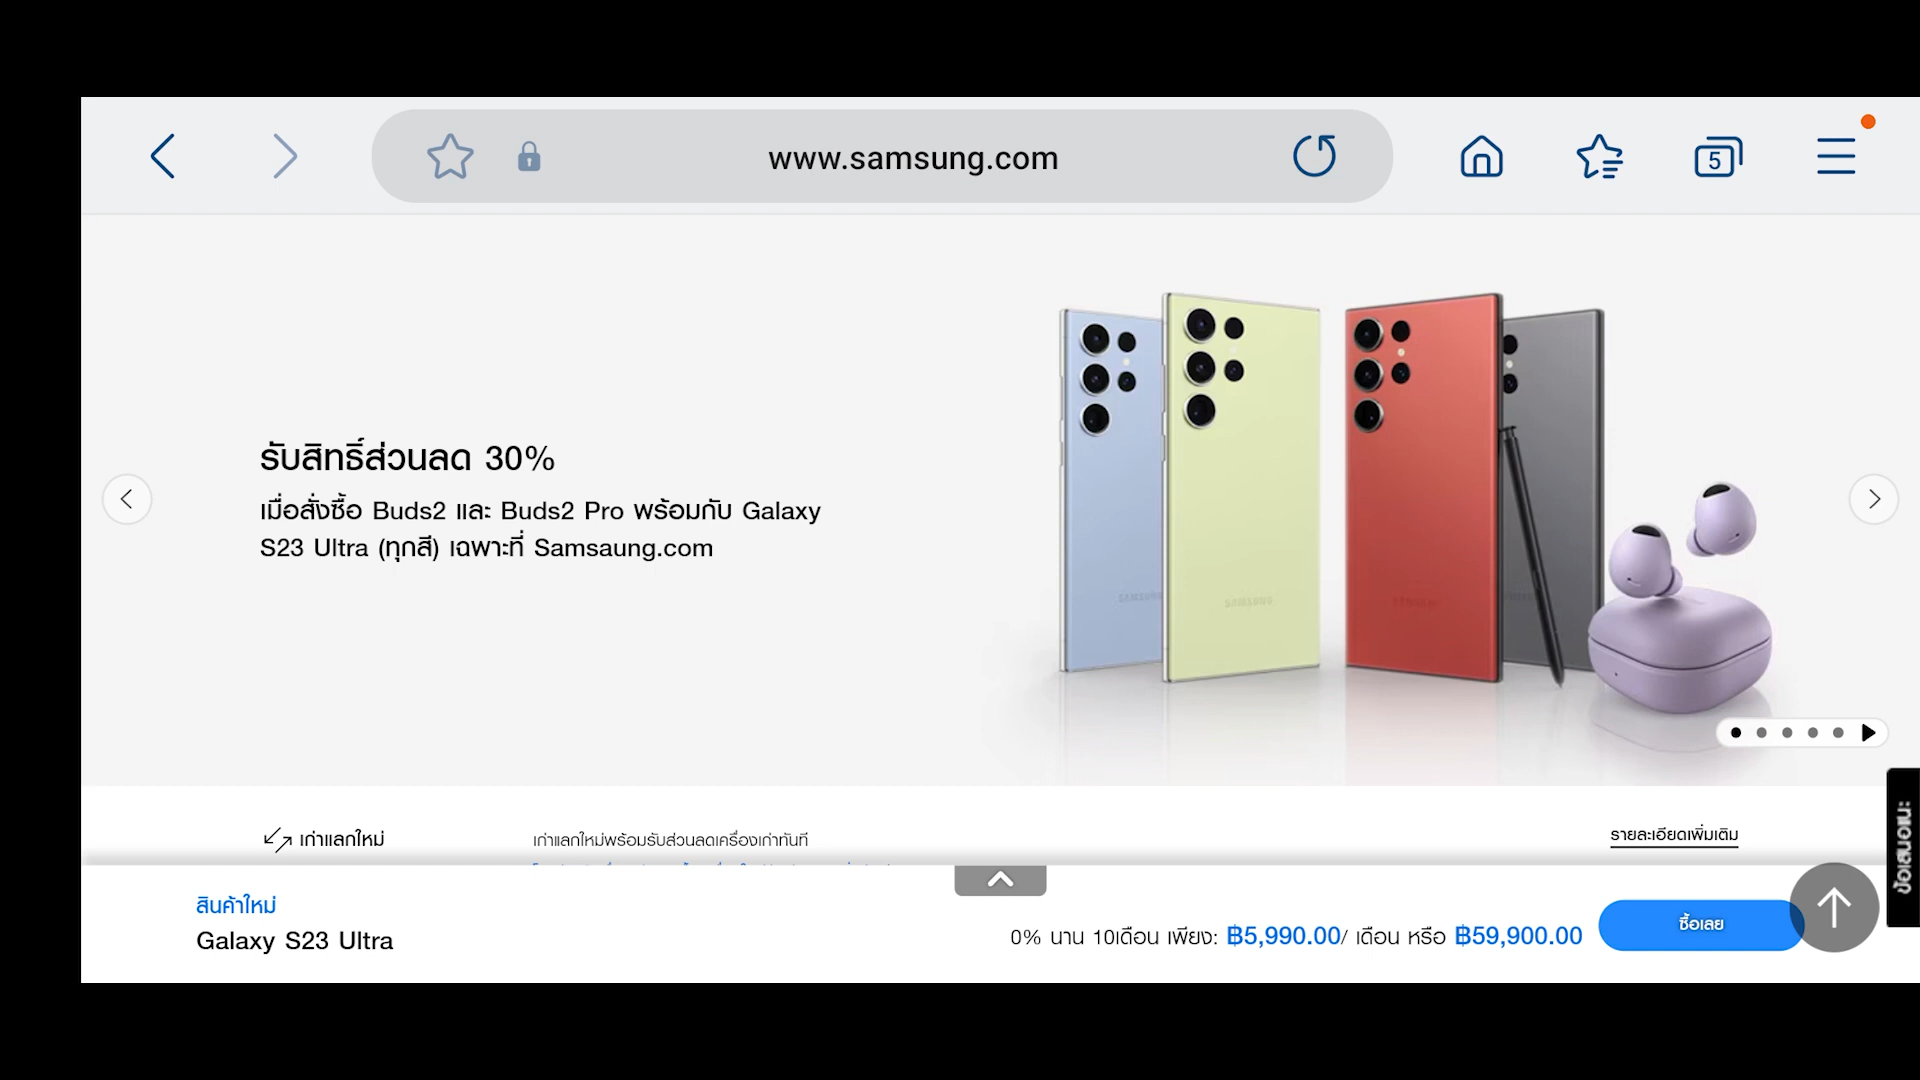 www.samsung.com
5
รับสิทธิ์ส่วนลด 30%
เมื่อสั่งซื้อ Buds2 และ Buds2 Pro พร้อมกับ Galaxy
S23 Ultra (ทุกสี) เฉพาะที่ Samsaung.com
SAMSUNG
SAMSUNG
เก่าแลกใหม่
เก่าแลกใหม่พร้อมรับส่วนลดเครื่องเก่าทันที
รายละเอียดเพิ่มเติม
ข้อเสนอแนะ
สินค้าใหม่
Galaxy S23 Ultra
0% นาน 10เดือน เพียง: ฿5,990.00/ เดือน หรือ ฿59,900.00
ซื้อเลย